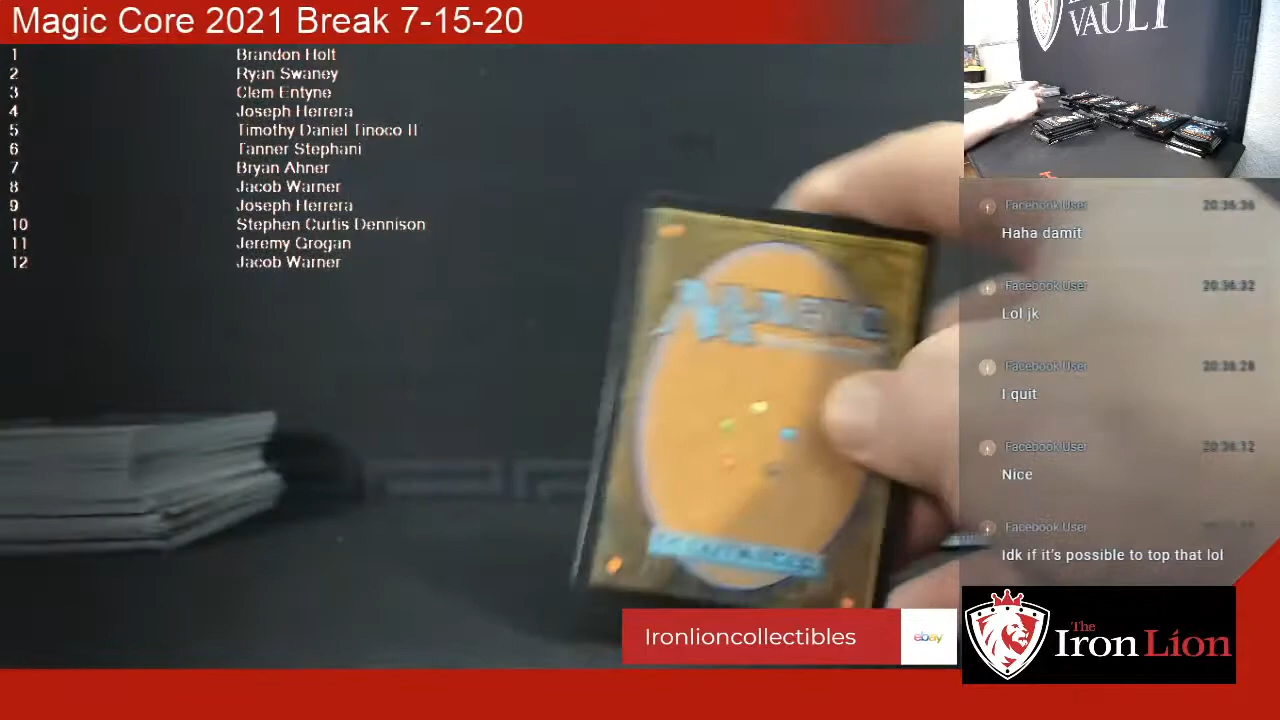 Magic Core 2021 Break 7-15-20
1 Brandon Holt
2 Ryan Swaney
3 Clem Entyne
4 Joseph Herrera
5 Timothy Daniel Tinoco II
6 Tanner Stephani
7 Bryan Ahner
8 Jacob Warner
9 Joseph Herrera
10 Stephen Curtis Dennison
11 Jeremy Grogan
12 Jacob Warner
VAULT
Facebook User 20:36:36
Haha damit
Facebook User 20:36:32
Lol jk
Facebook User 20:36:28
I quit
Facebook User 20:36:12
Nice
Facebook User
Idk if it's possible to top that lol
Magic
Ironlioncollectibles
ebay
The
Iron Lion